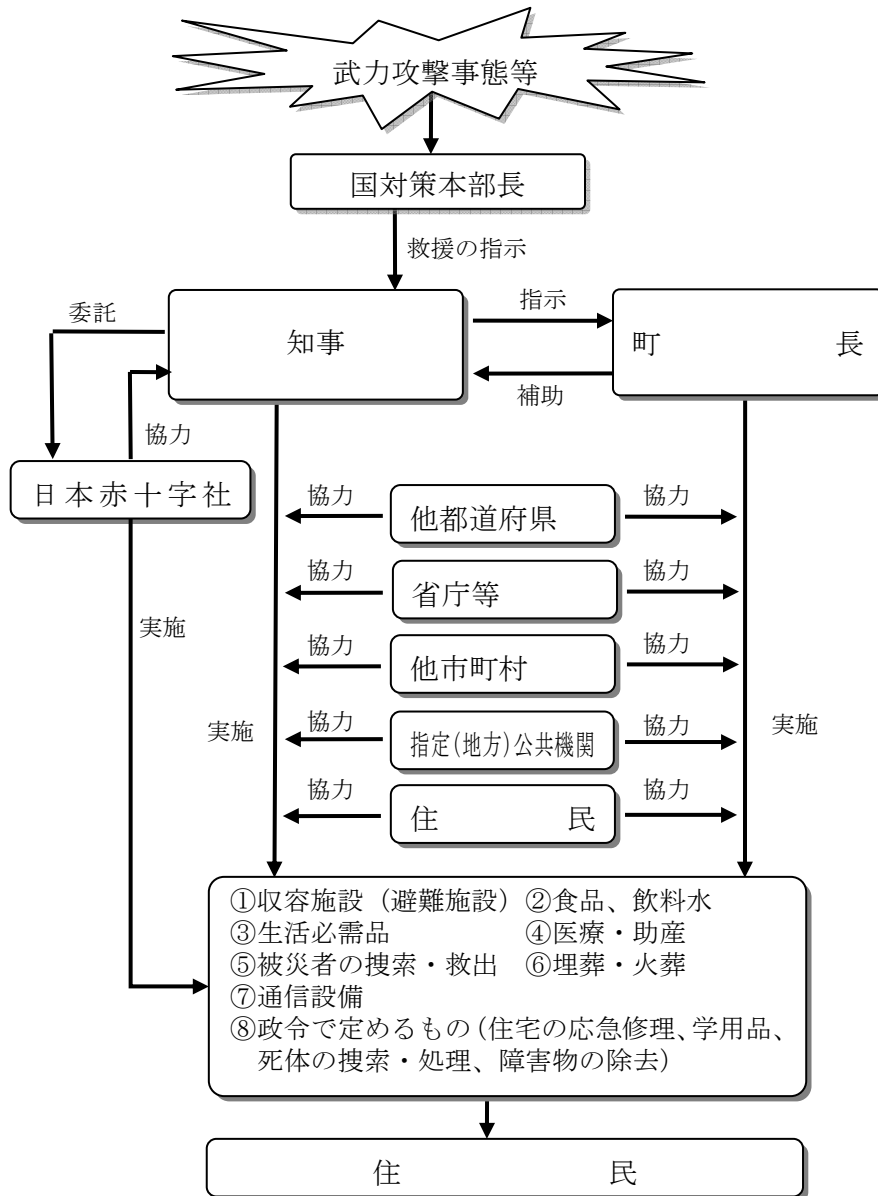 武力攻撃事態等
国対策本部長
救援の指示
委託
知事
指示
町　長
補助
協力
日本赤十字社
協力
他都道府県
協力
協力
省庁等
協力
実施
協力
他市町村
協力
実施
協力
指定(地方)公共機関
協力
実施
協力
住　民
協力
①収容施設（避難施設）②食品、飲料水
③生活必需品　④医療・助産
⑤被災者の捜索・救出　⑥埋葬・火葬
⑦通信設備
⑧政令で定めるもの(住宅の応急修理、学用品、
死体の捜索・処理、障害物の除去)
住　民